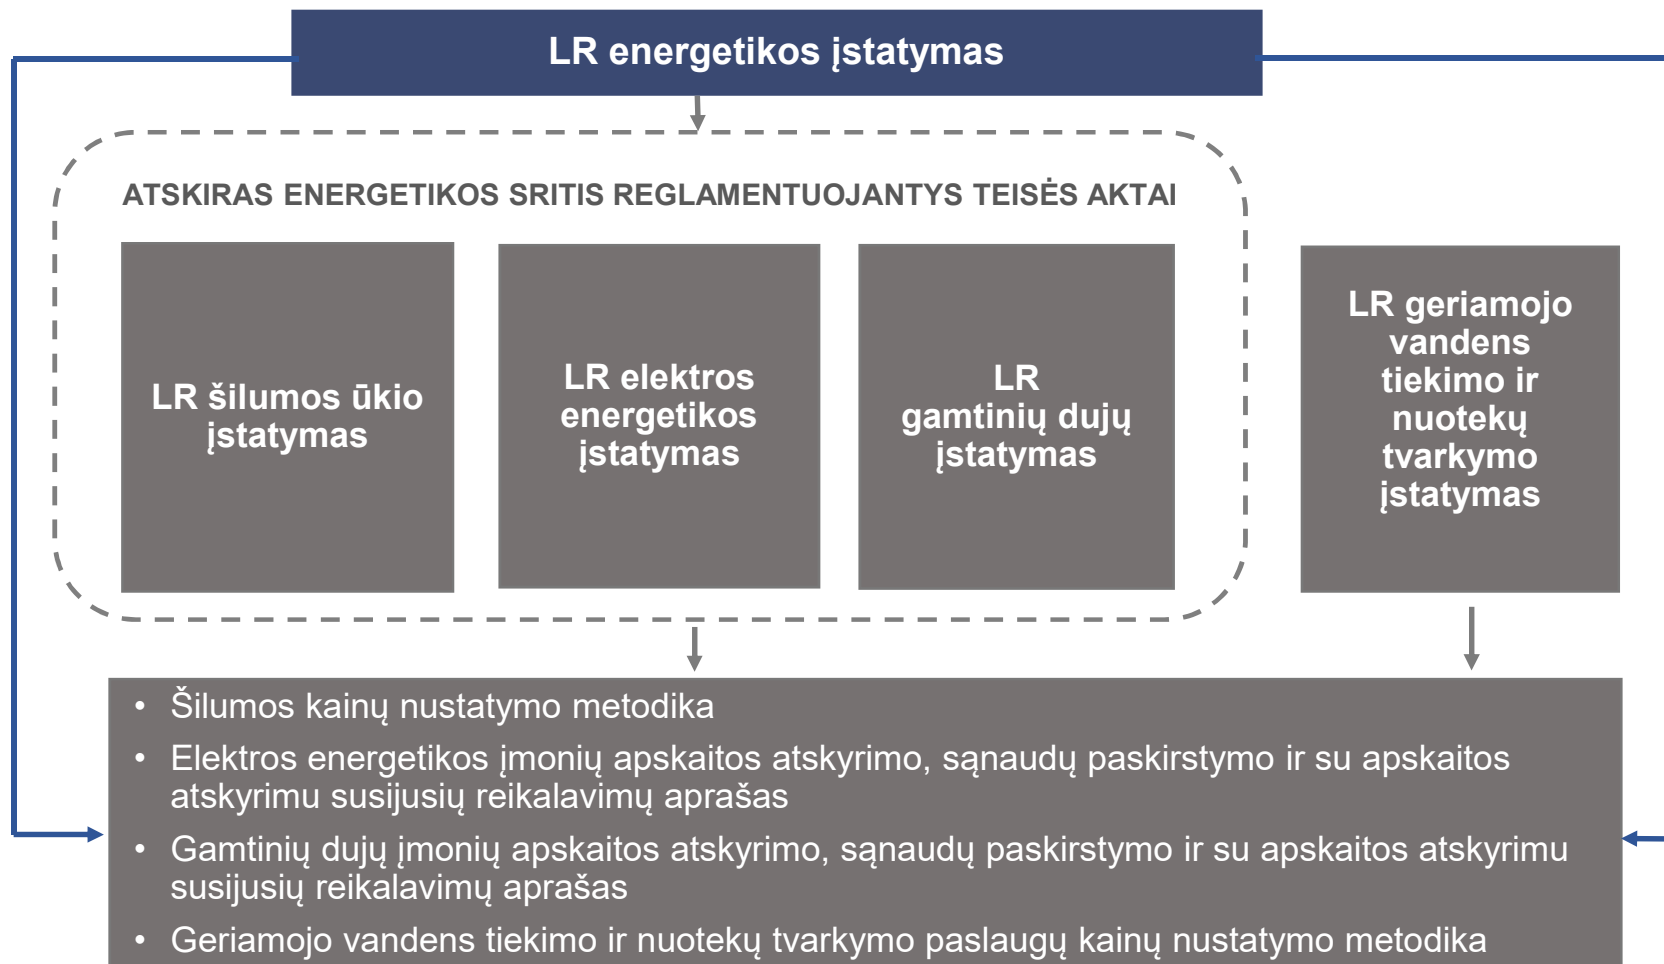 LR energetikos įstatymas
ATSKIRAS ENERGETIKOS SRITIS REGLAMENTUOJANTYS TEISĖS AKTAI
LR šilumos ūkio
įstatymas
LR elektros
energetikos
įstatymas
LR
gamtinių dujų
įstatymas
LR geriamojo
vandens
tiekimo ir
nuotekų
tvarkymo
įstatymas
• Šilumos kainų nustatymo metodika
• Elektros energetikos įmonių apskaitos atskyrimo, sąnaudų paskirstymo ir su apskaitos
atskyrimu susijusių reikalavimų aprašas
• Gamtinių dujų įmonių apskaitos atskyrimo, sąnaudų paskirstymo ir su apskaitos atskyrimu
susijusių reikalavimų aprašas
• Geriamojo vandens tiekimo ir nuotekų tvarkymo paslaugų kainų nustatymo metodika